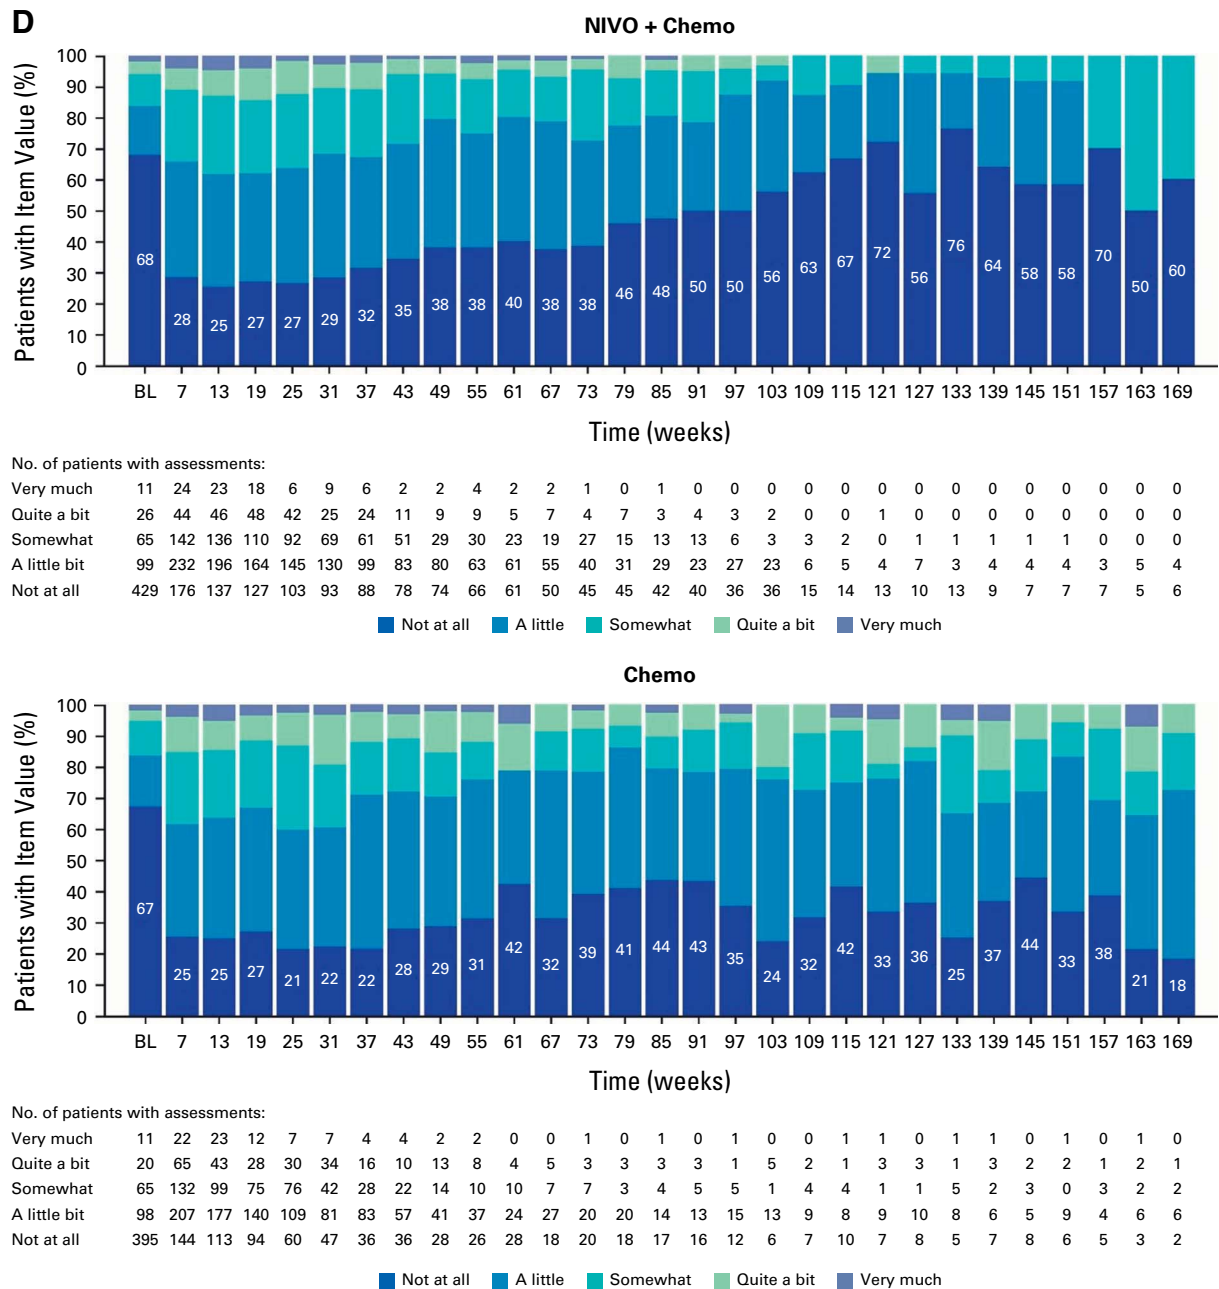 D
NIVO + Chemo
Patients with Item Value (%)
100
90
80
70
60
50
40
30
20
10
0
68 28 25 27 27 29 32 35 38 38 40 38 38 46 48 50 50 56 63 67 72 56 76 64 58 58 70 50 60
BL 7 13 19 25 31 37 43 49 55 61 67 73 79 85 91 97 103 109 115 121 127 133 139 145 151 157 163 169
Time (weeks)
No. of patients with assessments:
Very much 11 24 23 18 6 9 6 2 2 4 2 2 1 0 1 0 0 0 0 0 0 0 0 0 0 0 0 0 0
Quite a bit 26 44 46 48 42 25 24 11 9 9 5 7 4 7 3 4 3 2 0 0 1 0 0 0 0 0 0 0 0
Somewhat 65 142 136 110 92 69 61 51 29 30 23 19 27 15 13 13 6 3 3 2 0 1 1 1 1 1 0 0 0
A little bit 99 232 196 164 145 130 99 83 80 63 61 55 40 31 29 23 27 23 6 5 4 7 3 4 4 4 3 5 4
Not at all 429 176 137 127 103 93 88 78 74 66 61 50 45 45 42 40 36 36 15 14 13 10 13 9 7 7 7 5 6
Not at all A little Somewhat Quite a bit Very much
Chemo
Patients with Item Value (%)
100
90
80
70
60
50
40
30
20
10
0
67 25 25 27 21 22 22 28 29 31 42 32 39 41 44 43 35 24 32 42 33 36 25 37 44 33 38 21 18
BL 7 13 19 25 31 37 43 49 55 61 67 73 79 85 91 97 103 109 115 121 127 133 139 145 151 157 163 169
Time (weeks)
No. of patients with assessments:
Very much 11 22 23 12 7 7 4 4 2 2 0 0 1 0 1 0 1 0 0 1 1 0 1 1 0 1 0 1 0
Quite a bit 20 65 43 28 30 34 16 10 13 8 4 5 3 3 3 3 1 5 2 1 3 3 1 3 2 2 1 2 1
Somewhat 65 132 99 75 76 42 28 22 14 10 10 7 7 3 4 5 5 1 4 4 1 1 5 2 3 0 3 2 2
A little bit 98 207 177 140 109 81 83 57 41 37 24 27 20 20 14 13 15 13 9 8 9 10 8 6 5 9 4 6 6
Not at all 395 144 113 94 60 47 36 36 28 26 28 18 20 18 17 16 12 6 7 10 7 8 5 7 8 6 5 3 2
Not at all A little Somewhat Quite a bit Very much